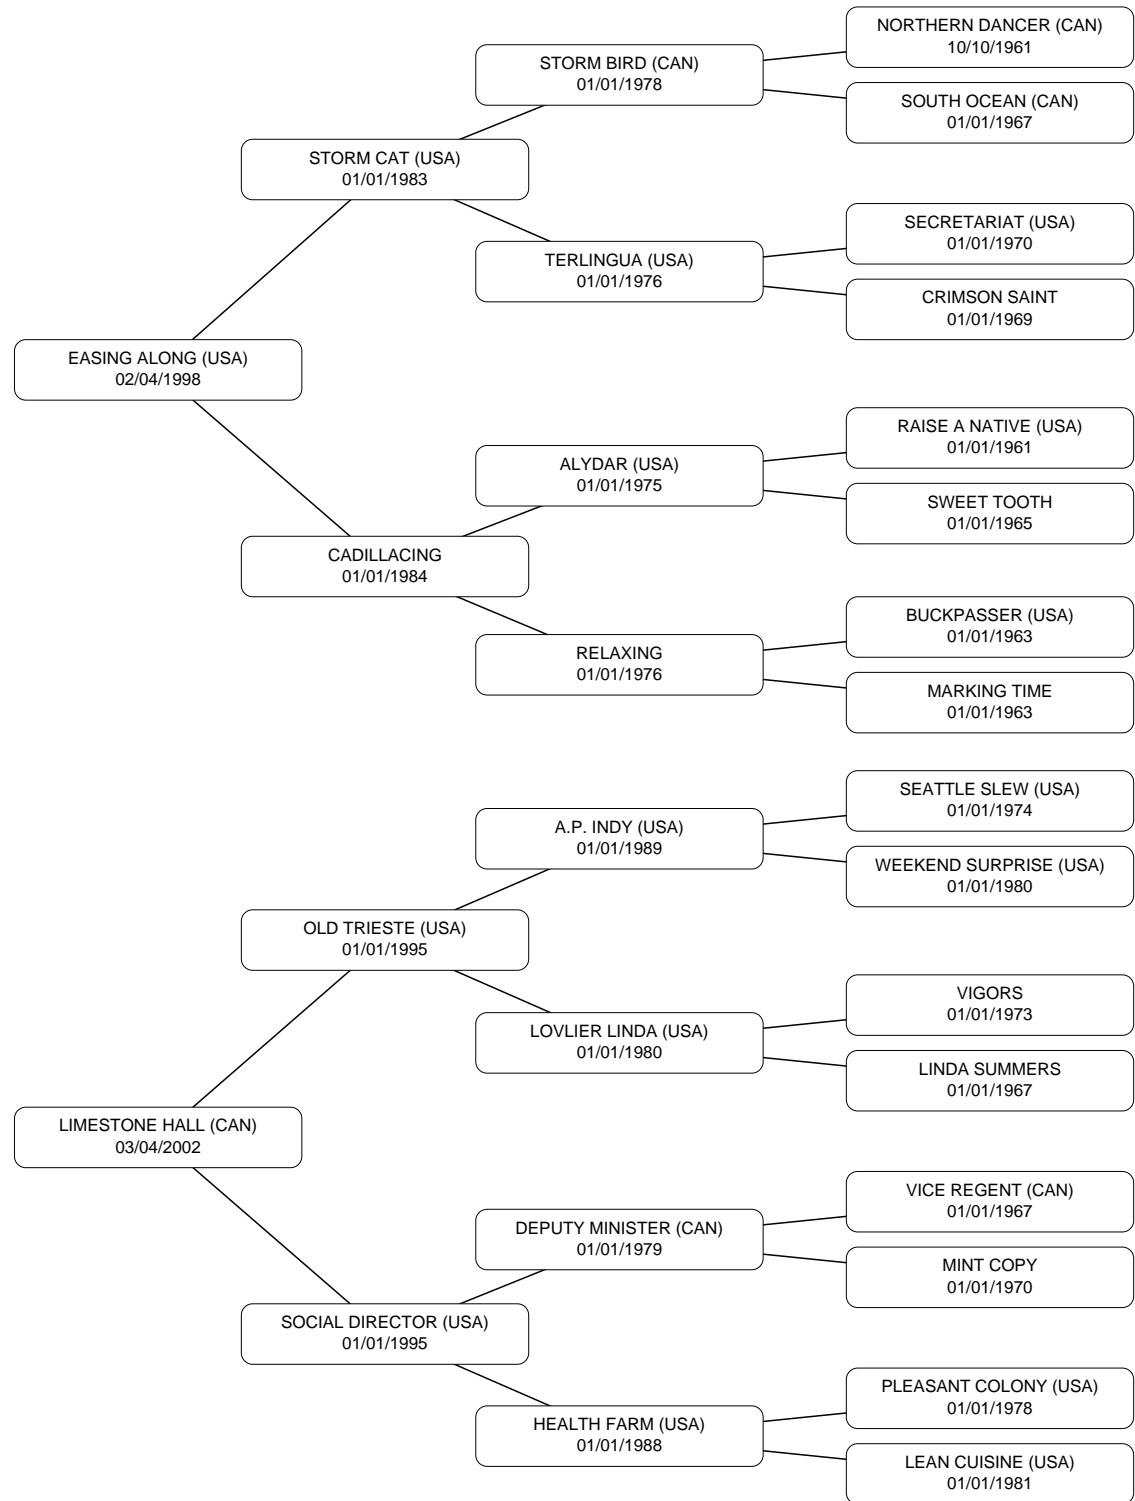 NORTHERN DANCER (CAN)
10/10/1961
STORM BIRD (CAN)
01/01/1978
SOUTH OCEAN (CAN)
01/01/1967
STORM CAT (USA)
01/01/1983
SECRETARIAT (USA)
01/01/1970
TERLINGUA (USA)
01/01/1976
CRIMSON SAINT
01/01/1969
EASING ALONG (USA)
02/04/1998
RAISE A NATIVE (USA)
01/01/1961
ALYDAR (USA)
01/01/1975
SWEET TOOTH
01/01/1965
CADILLACING
01/01/1984
BUCKPASSER (USA)
01/01/1963
RELAXING
01/01/1976
MARKING TIME
01/01/1963
SEATTLE SLEW (USA)
01/01/1974
A.P. INDY (USA)
01/01/1989
WEEKEND SURPRISE (USA)
01/01/1980
OLD TRIESTE (USA)
01/01/1995
VIGORS
01/01/1973
LOVLIER LINDA (USA)
01/01/1980
LINDA SUMMERS
01/01/1967
LIMESTONE HALL (CAN)
03/04/2002
VICE REGENT (CAN)
01/01/1967
DEPUTY MINISTER (CAN)
01/01/1979
MINT COPY
01/01/1970
SOCIAL DIRECTOR (USA)
01/01/1995
PLEASANT COLONY (USA)
01/01/1978
HEALTH FARM (USA)
01/01/1988
LEAN CUISINE (USA)
01/01/1981